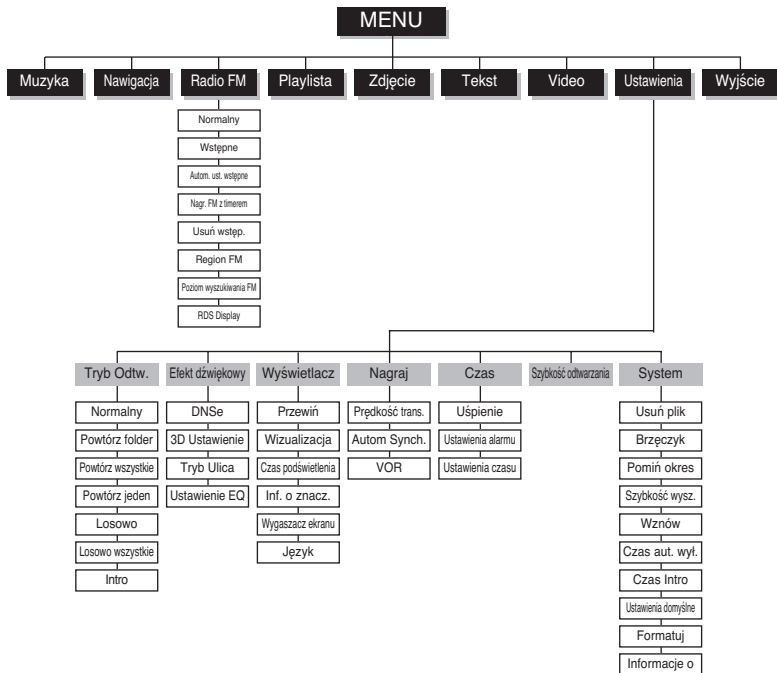 MENU
Muzyka
Nawigacja
Radio FM
Playlista
Zdjęcie
Tekst
Video
Ustawienia
Wyjście
Normalny
Wstępne
Autom. ust. wstępne
Nagr. FM z timerem
Usuń wstęp.
Region FM
Poziom wyszukiwania FM
RDS Display
Tryb Odtw.
Normalny
Powtórz folder
Powtórz wszystkie
Powtórz jeden
Losowo
Losowo wszystkie
Intro
Efekt dźwiękowy
DNSe
3D Ustawienie
Tryb Ulica
Ustawienie EQ
Wyświetlacz
Przewiń
Wizualizacja
Czas podświetlenia
Inf. o znacz.
Wygaszacz ekranu
Język
Nagraj
Prędkość trans.
Autom Synch.
VOR
Czas
Uśpienie
Ustawienia alarmu
Ustawienia czasu
Szybkość odtwarzania
System
Usuń plik
Brzęczyk
Pomiń okres
Szybkość wysz.
Wznów
Czas aut. wył.
Czas Intro
Ustawienia domyślne
Formatuj
Informacje o